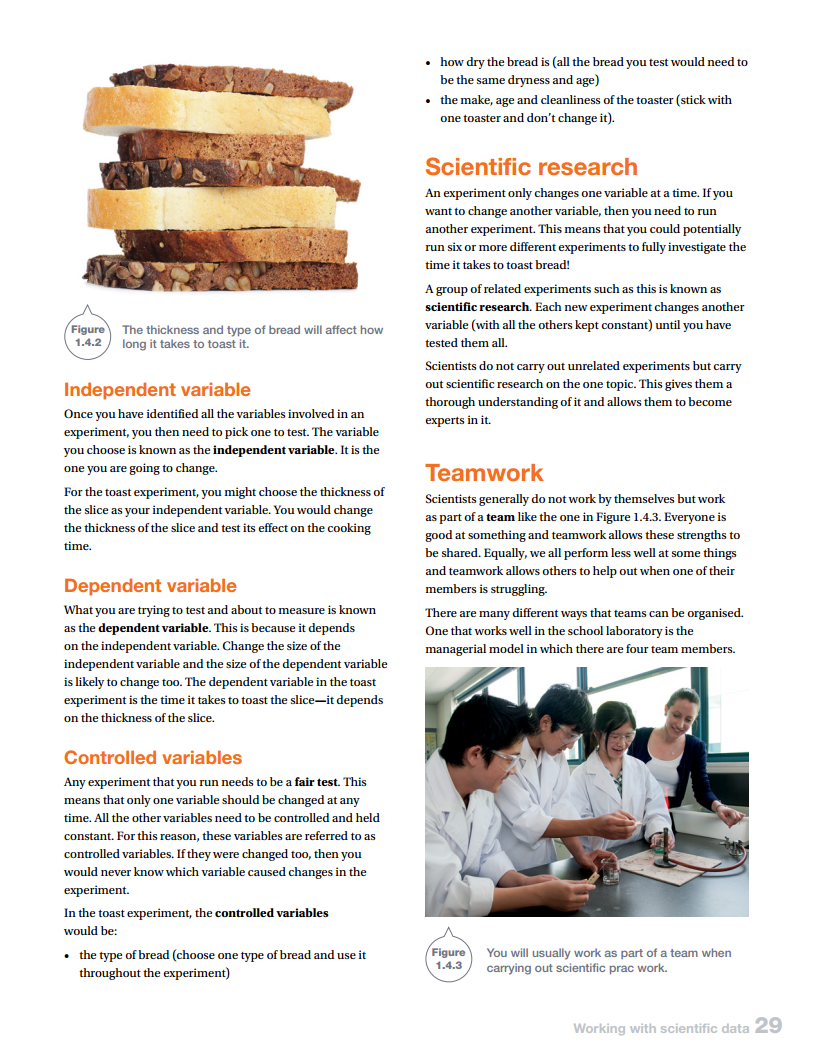 Figure
1.4.2
The thickness and type of bread will affect how
long it takes to toast it.
Independent variable
Once you have identified all the variables involved in an
experiment, you then need to pick one to test. The variable
you choose is known as the independent variable. It is the
one you are going to change.
For the toast experiment, you might choose the thickness of
the slice as your independent variable. You would change
the thickness of the slice and test its effect on the cooking
time.
Dependent variable
What you are trying to test and about to measure is known
as the dependent variable. This is because it depends
on the independent variable. Change the size of the
independent variable and the size of the dependent variable
is likely to change too. The dependent variable in the toast
experiment is the time it takes to toast the slice—it depends
on the thickness of the slice.
Controlled variables
Any experiment that you run needs to be a fair test. This
means that only one variable should be changed at any
time. All the other variables need to be controlled and held
constant. For this reason, these variables are referred to as
controlled variables. If they were changed too, then you
would never know which variable caused changes in the
experiment.
In the toast experiment, the controlled variables
would be:
• the type of bread (choose one type of bread and use it
throughout the experiment)
• how dry the bread is (all the bread you test would need to
be the same dryness and age)
• the make, age and cleanliness of the toaster (stick with
one toaster and don't change it).
Scientific research
An experiment only changes one variable at a time. If you
want to change another variable, then you need to run
another experiment. This means that you could potentially
run six or more different experiments to fully investigate the
time it takes to toast bread!
A group of related experiments such as this is known as
scientific research. Each new experiment changes another
variable (with all the others kept constant) until you have
tested them all.
Scientists do not carry out unrelated experiments but carry
out scientific research on the one topic. This gives them a
thorough understanding of it and allows them to become
experts in it.
Teamwork
Scientists generally do not work by themselves but work
as part of a team like the one in Figure 1.4.3. Everyone is
good at something and teamwork allows these strengths to
be shared. Equally, we all perform less well at some things
and teamwork allows others to help out when one of their
members is struggling.
There are many different ways that teams can be organised.
One that works well in the school laboratory is the
managerial model in which there are four team members.
Figure
1.4.3
You will usually work as part of a team when
carrying out scientific prac work.
Working with scientific data 29